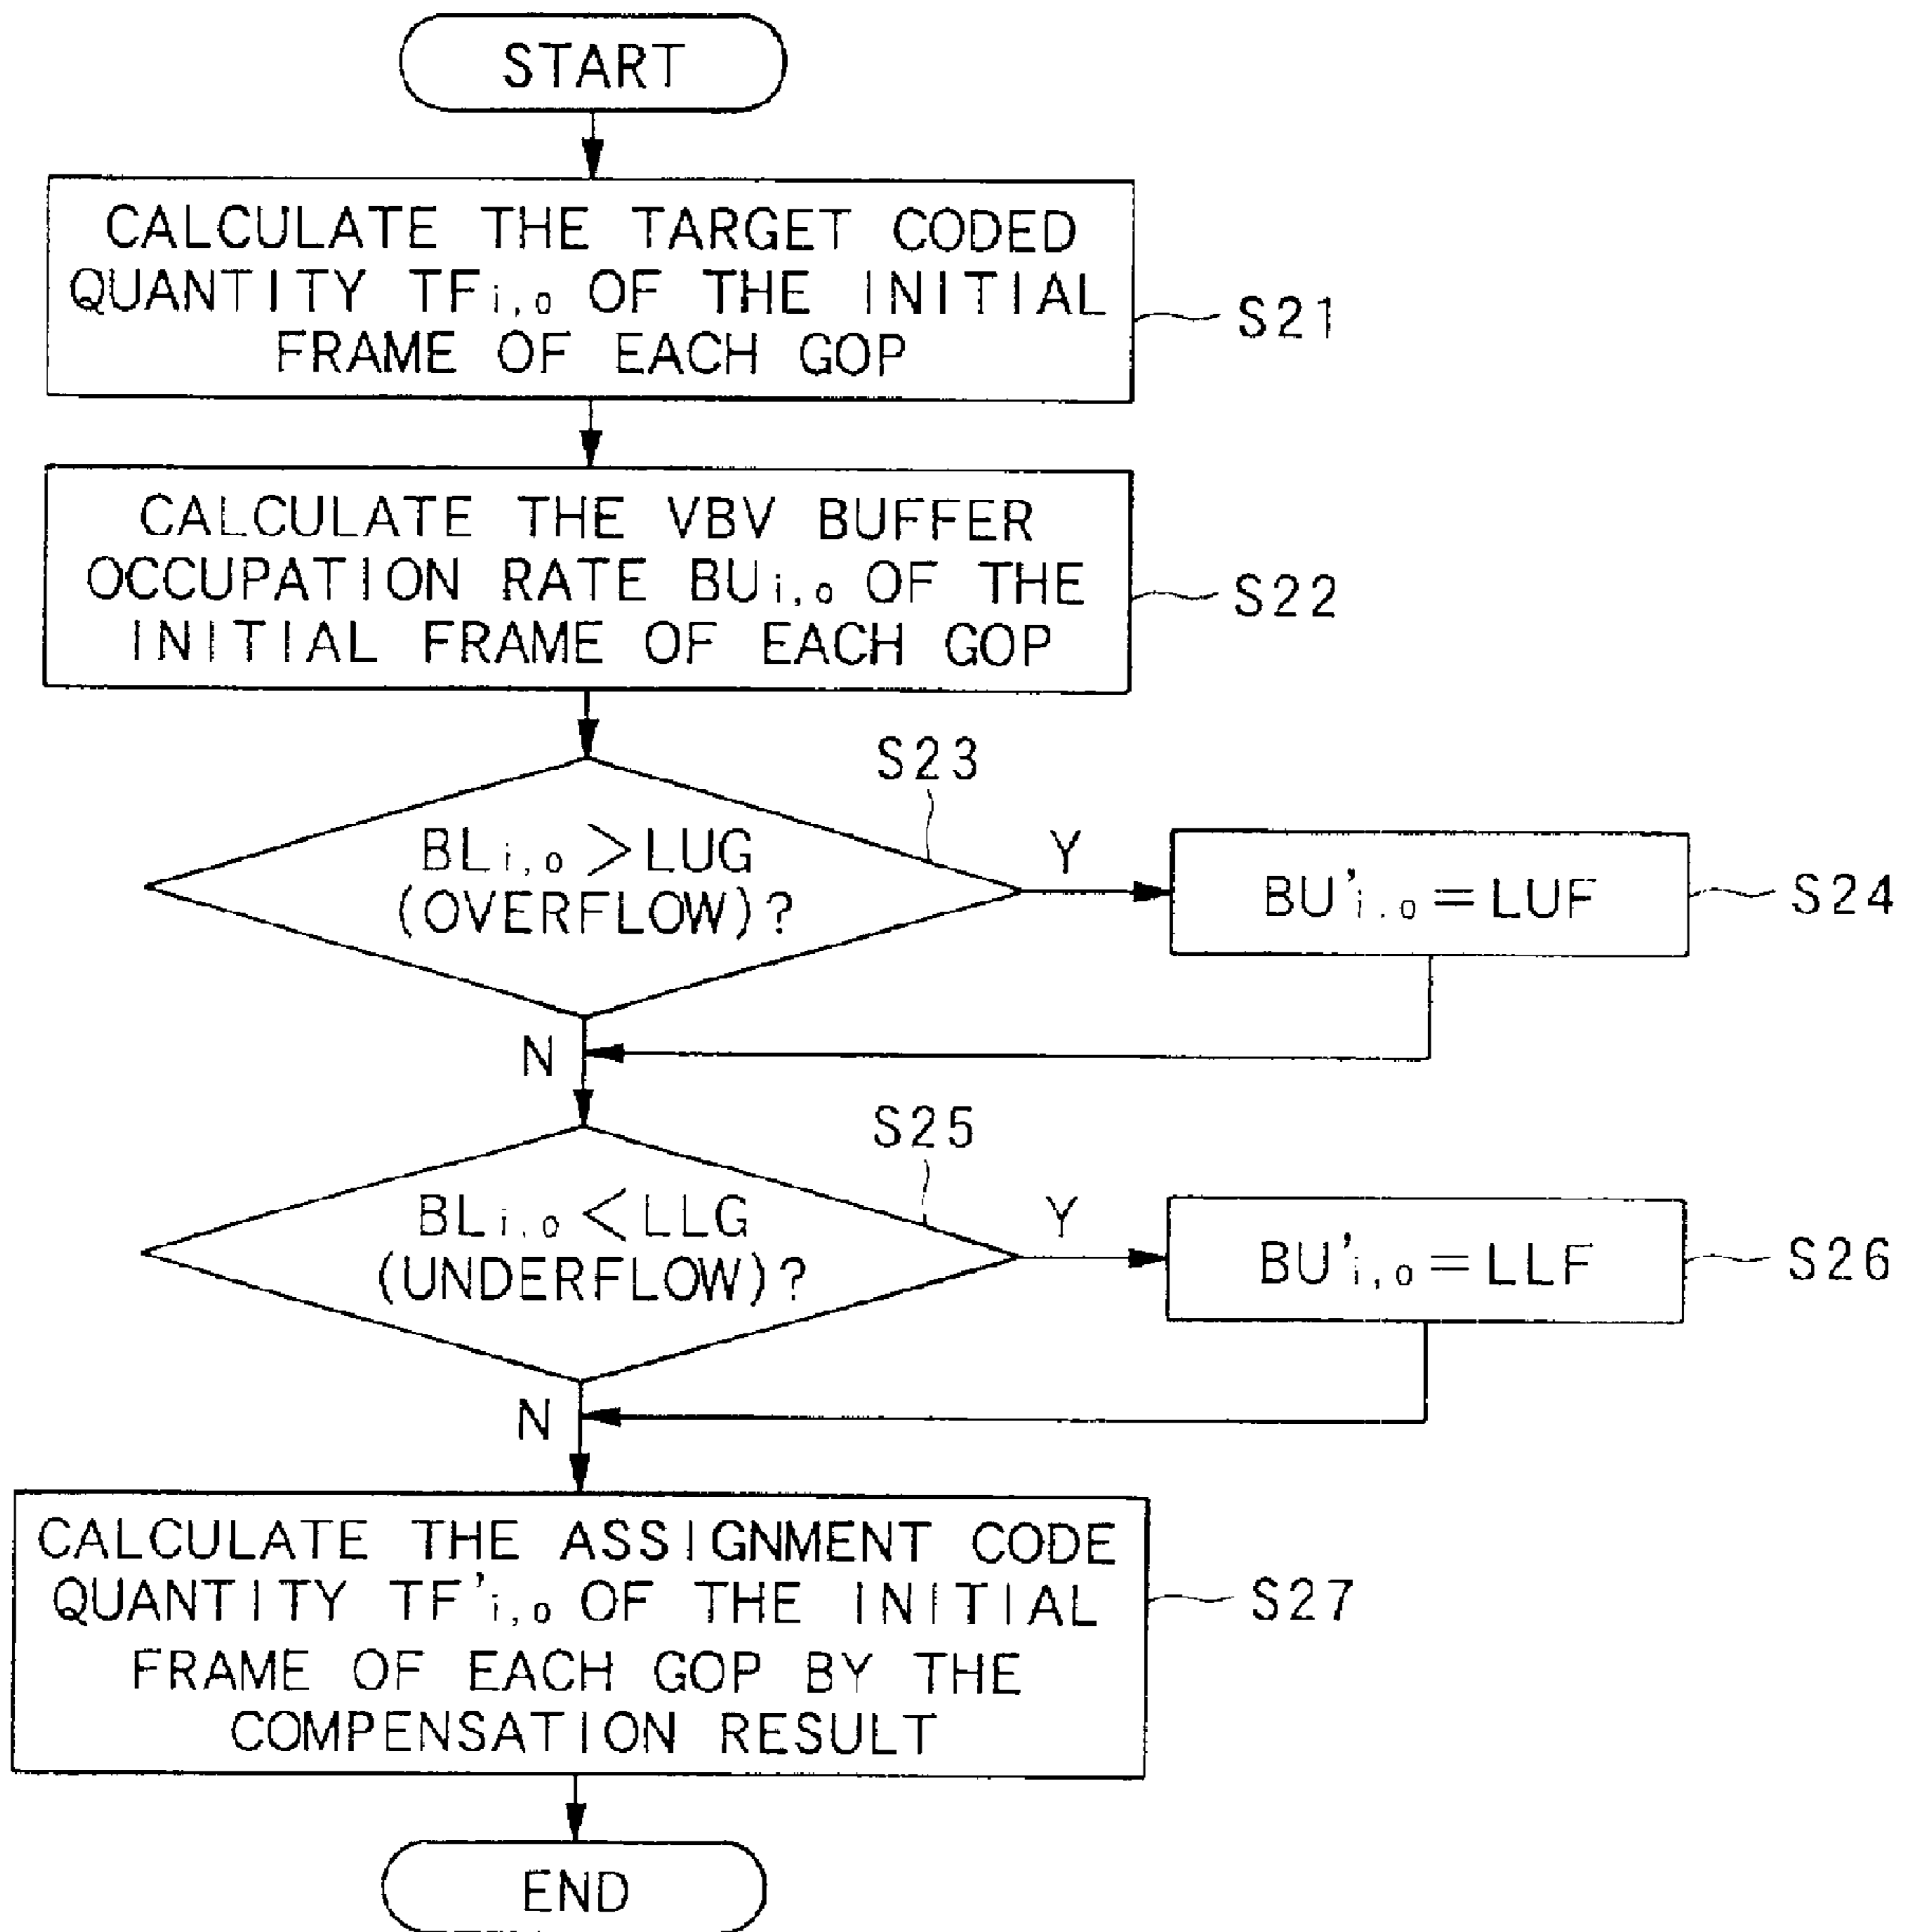 START
CALCULATE THE TARGET CODED
QUANTITY TFi,o OF THE INITIAL
FRAME OF EACH GOP
S21
CALCULATE THE VBV BUFFER
OCCUPATION RATE BUi,o OF THE
INITIAL FRAME OF EACH GOP
S22
S23
BLi,o >LUG
(OVERFLOW)?
Y
BU'i,o = LUF
S24
N
S25
BLi,o <LLG
(UNDERFLOW)?
Y
BU'i,o = LLF
S26
N
CALCULATE THE ASSIGNMENT CODE
QUANTITY TF'i,o OF THE INITIAL
FRAME OF EACH GOP BY THE
COMPENSATION RESULT
S27
END